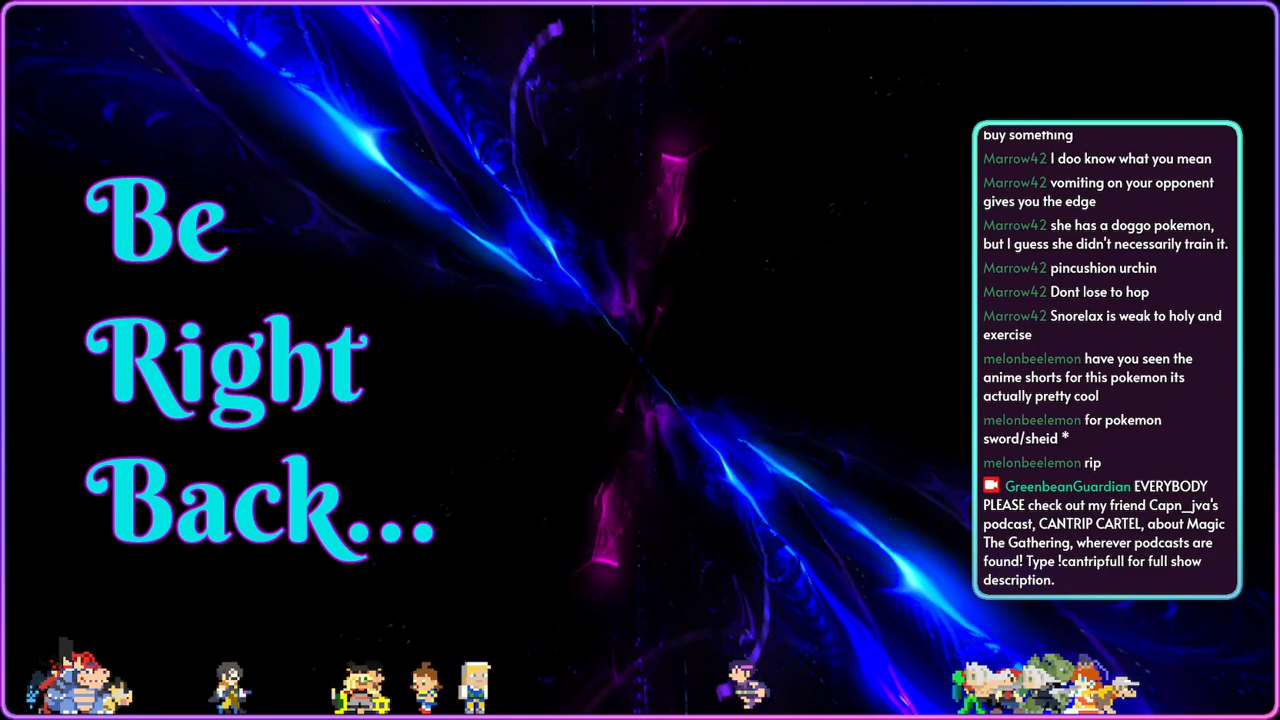 Be
Right
Back...
buy something
Marrow42 I doo know what you mean
Marrow42 vomiting on your opponent
gives you the edge
Marrow42 she has a doggo pokemon,
but I guess she didn't necessarily train it.
Marrow42 pincushion urchin
Marrow42 Dont lose to hop
Marrow42 Snorelax is weak to holy and
exercise
melonbeelemon have you seen the
anime shorts for this pokemon its
actually pretty cool
melonbeelemon for pokemon
sword/sheid *
melonbeelemon rip
GreenbeanGuardian EVERYBODY
PLEASE check out my friend Capn_jva's
podcast, CANTRIP CARTEL, about Magic
The Gathering, wherever podcasts are
found! Type !cantripfull for full show
description.